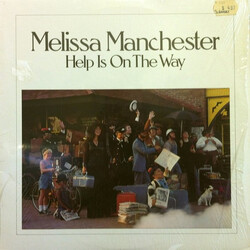 Melissa Manchester
Help Is On The Way